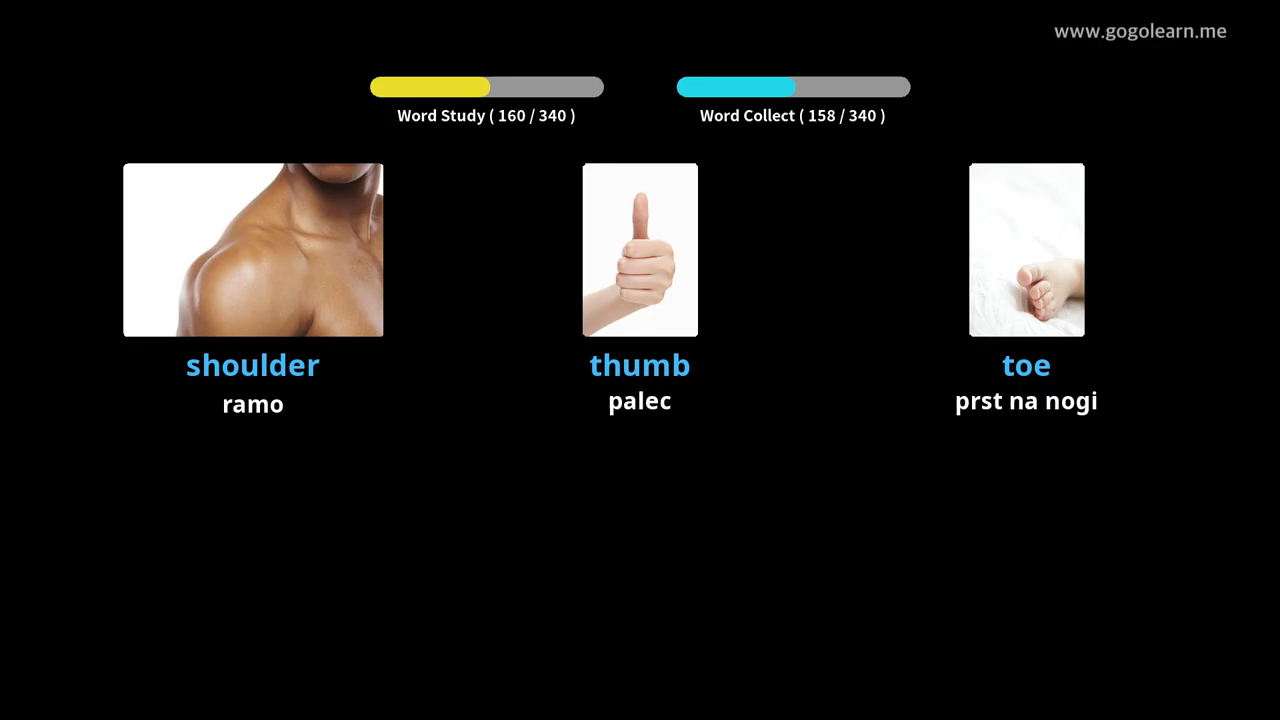 www.gogolearn.me
Word Study ( 160 / 340 )
Word Collect ( 158 / 340 )
shoulder
ramo
thumb
palec
toe
prst na nogi